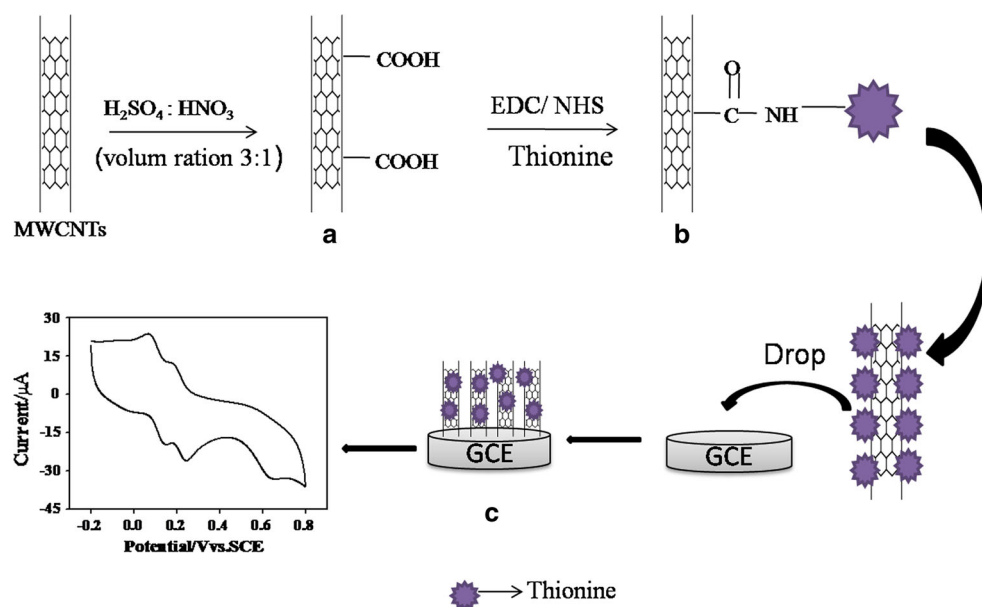 COOH
H₂SO₄ : HNO₃
(volum ration 3:1)
COOH
MWCNTs
a
EDC/ NHS
Thionine
O
C NH
b
Drop
GCE
GCE
c
Current/µA
30
15
0
-15
-30
-45
-0.2 0.0 0.2 0.4 0.6 0.8
Potential/Vvs.SCE
Thionine